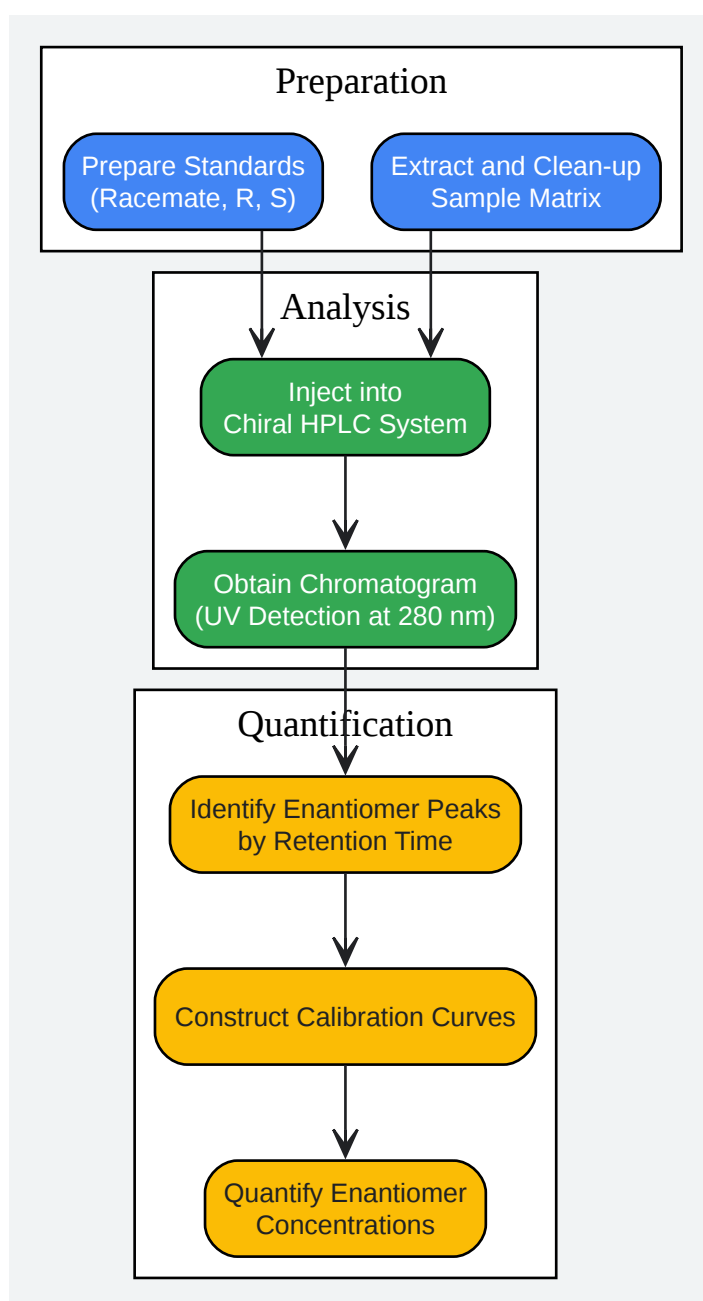 Preparation
Prepare Standards
(Racemate, R, S)
Extract and Clean-up
Sample Matrix
Analysis
Inject into
Chiral HPLC System
Obtain Chromatogram
(UV Detection at 280 nm)
Quantification
Identify Enantiomer Peaks
by Retention Time
Construct Calibration Curves
Quantify Enantiomer
Concentrations